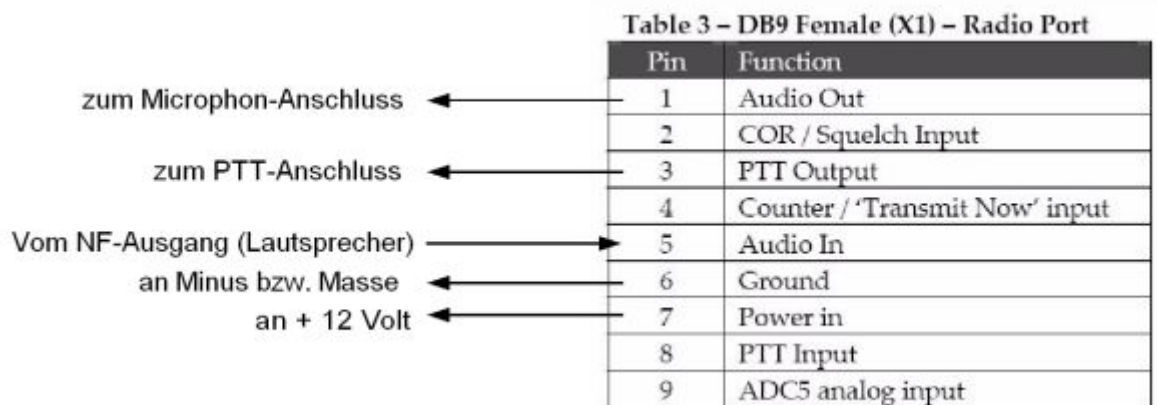 Table 3 – DB9 Female (X1) – Radio Port
Pin Function
zum Microphon-Anschluss 1 Audio Out
2 COR / Squelch Input
zum PTT-Anschluss 3 PTT Output
4 Counter / ‘Transmit Now’ input
Vom NF-Ausgang (Lautsprecher) 5 Audio In
an Minus bzw. Masse 6 Ground
an + 12 Volt 7 Power in
8 PTT Input
9 ADC5 analog input